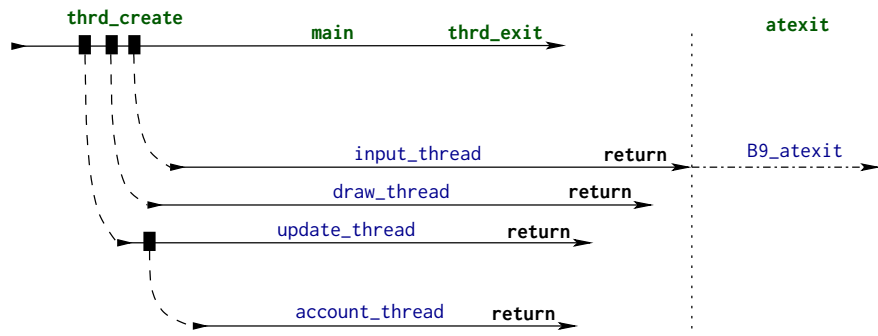 thrd_create
atexit
main thrd_exit
input_thread return B9_atexit
draw_thread return
update_thread return
account_thread return